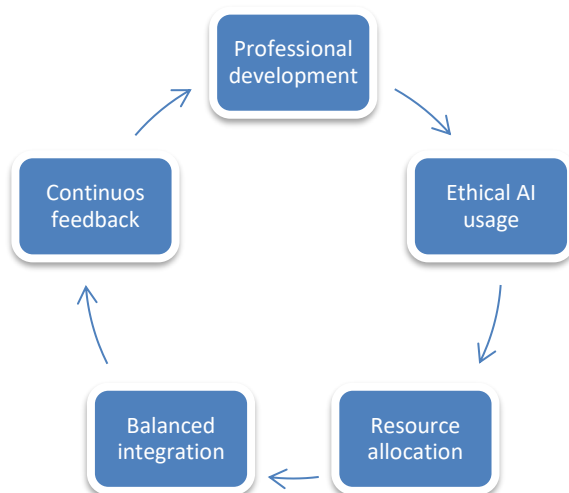 Professional
development
Ethical AI
usage
Resource
allocation
Balanced
integration
Continuos
feedback